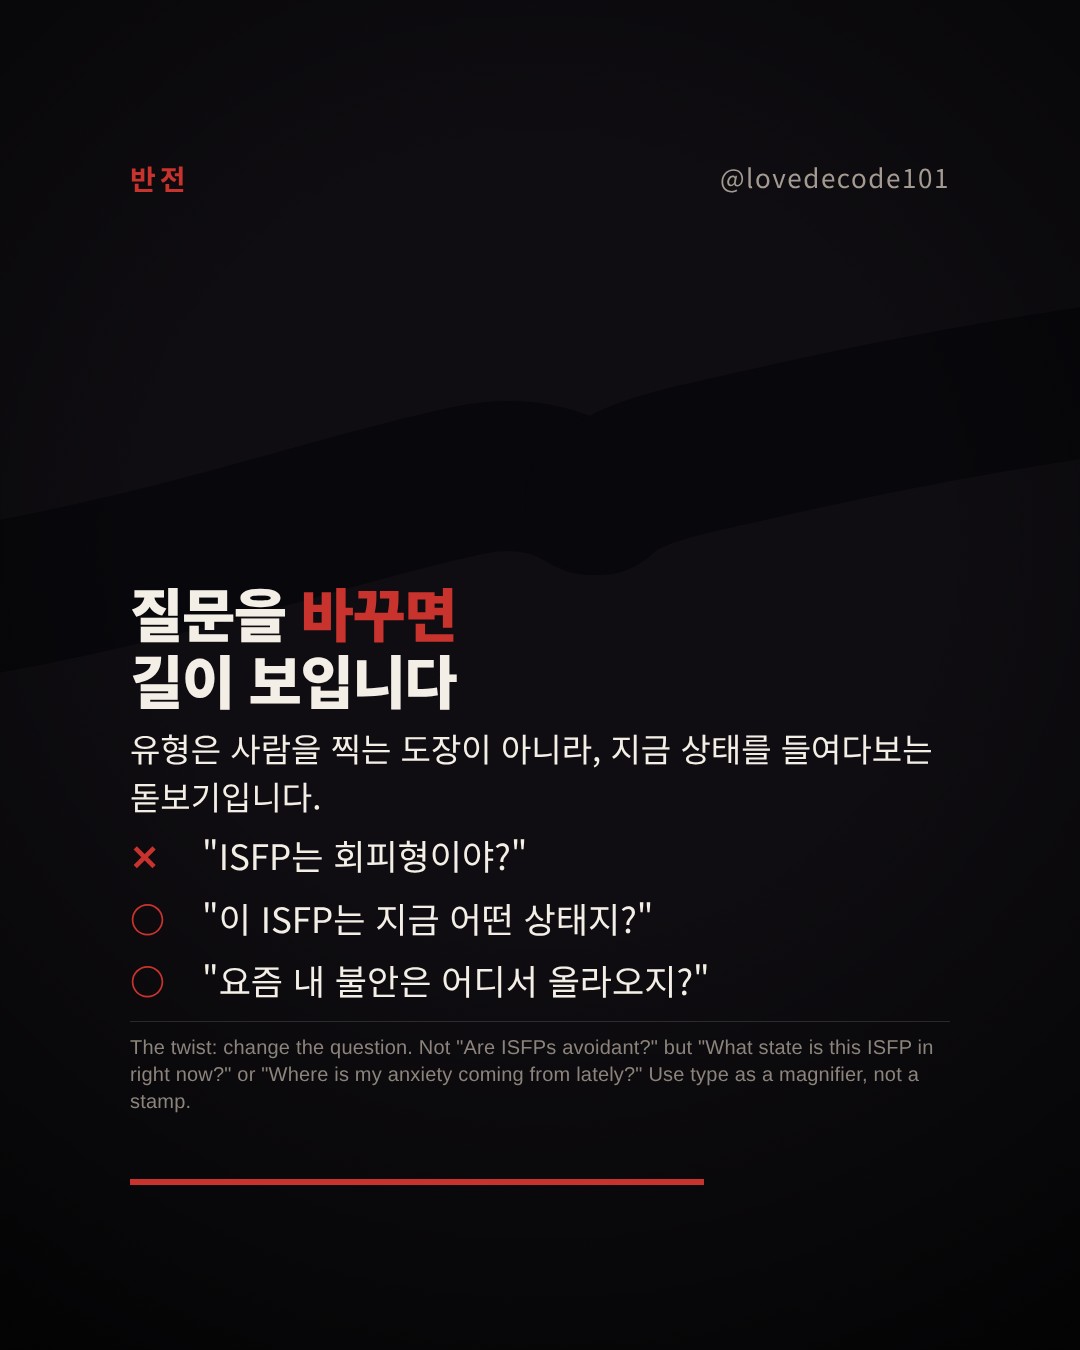 반전
@lovedecode101
질문을 바꾸면
길이 보입니다
유형은 사람을 찍는 도장이 아니라, 지금 상태를 들여다보는
돋보기입니다.
× "ISFP는 회피형이야?"
○ "이 ISFP는 지금 어떤 상태지?"
○ "요즘 내 불안은 어디서 올라오지?"
The twist: change the question. Not "Are ISFPs avoidant?" but "What state is this ISFP in
right now?" or "Where is my anxiety coming from lately?" Use type as a magnifier, not a
stamp.